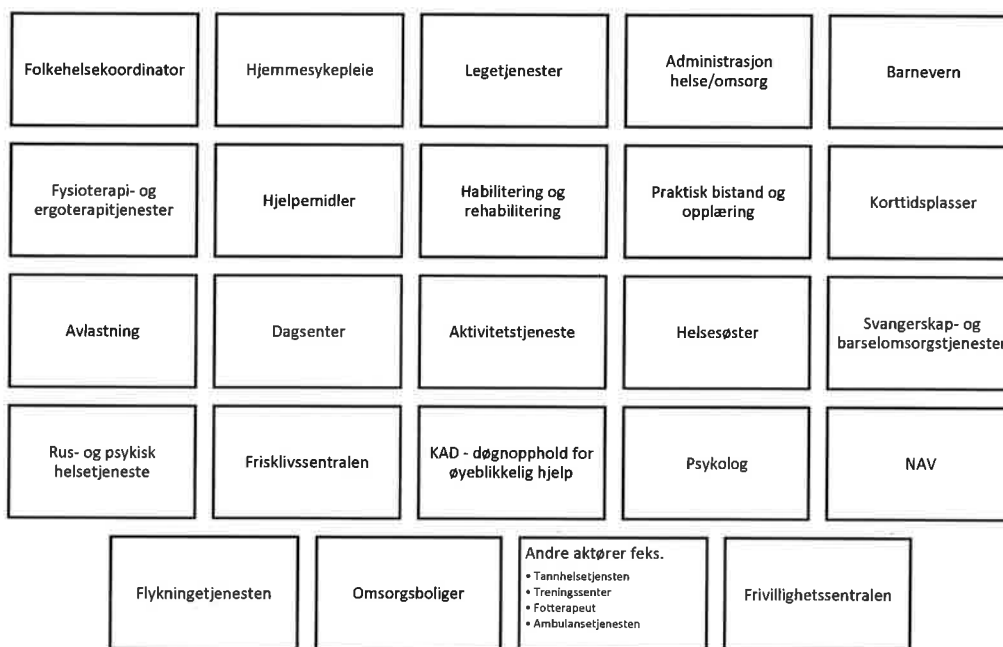 Folkehelsekoordinator
Hjemmesykepleie
Legetjenester
Administrasjon
helse/omsorg
Barnevern
Fysioterapi- og
ergoterapitjenester
Hjelpemidler
Habilitering og
rehabilitering
Praktisk bistand og
opplæring
Korttidsplasser
Avlastning
Dagsenter
Aktivitetstjeneste
Helsesøster
Svangerskap- og
barselomsorgstjenester
Rus- og psykisk
helsetjeneste
Frisklivssentralen
KAD - døgnopphold for
øyeblikkelig hjelp
Psykolog
NAV
Flykningetjenesten
Omsorgsboliger
Andre aktører feks.
• Tannhelsetjensten
• Treningssenter
• Fotterapeut
• Ambulansetjenesten
Frivillighetssentralen